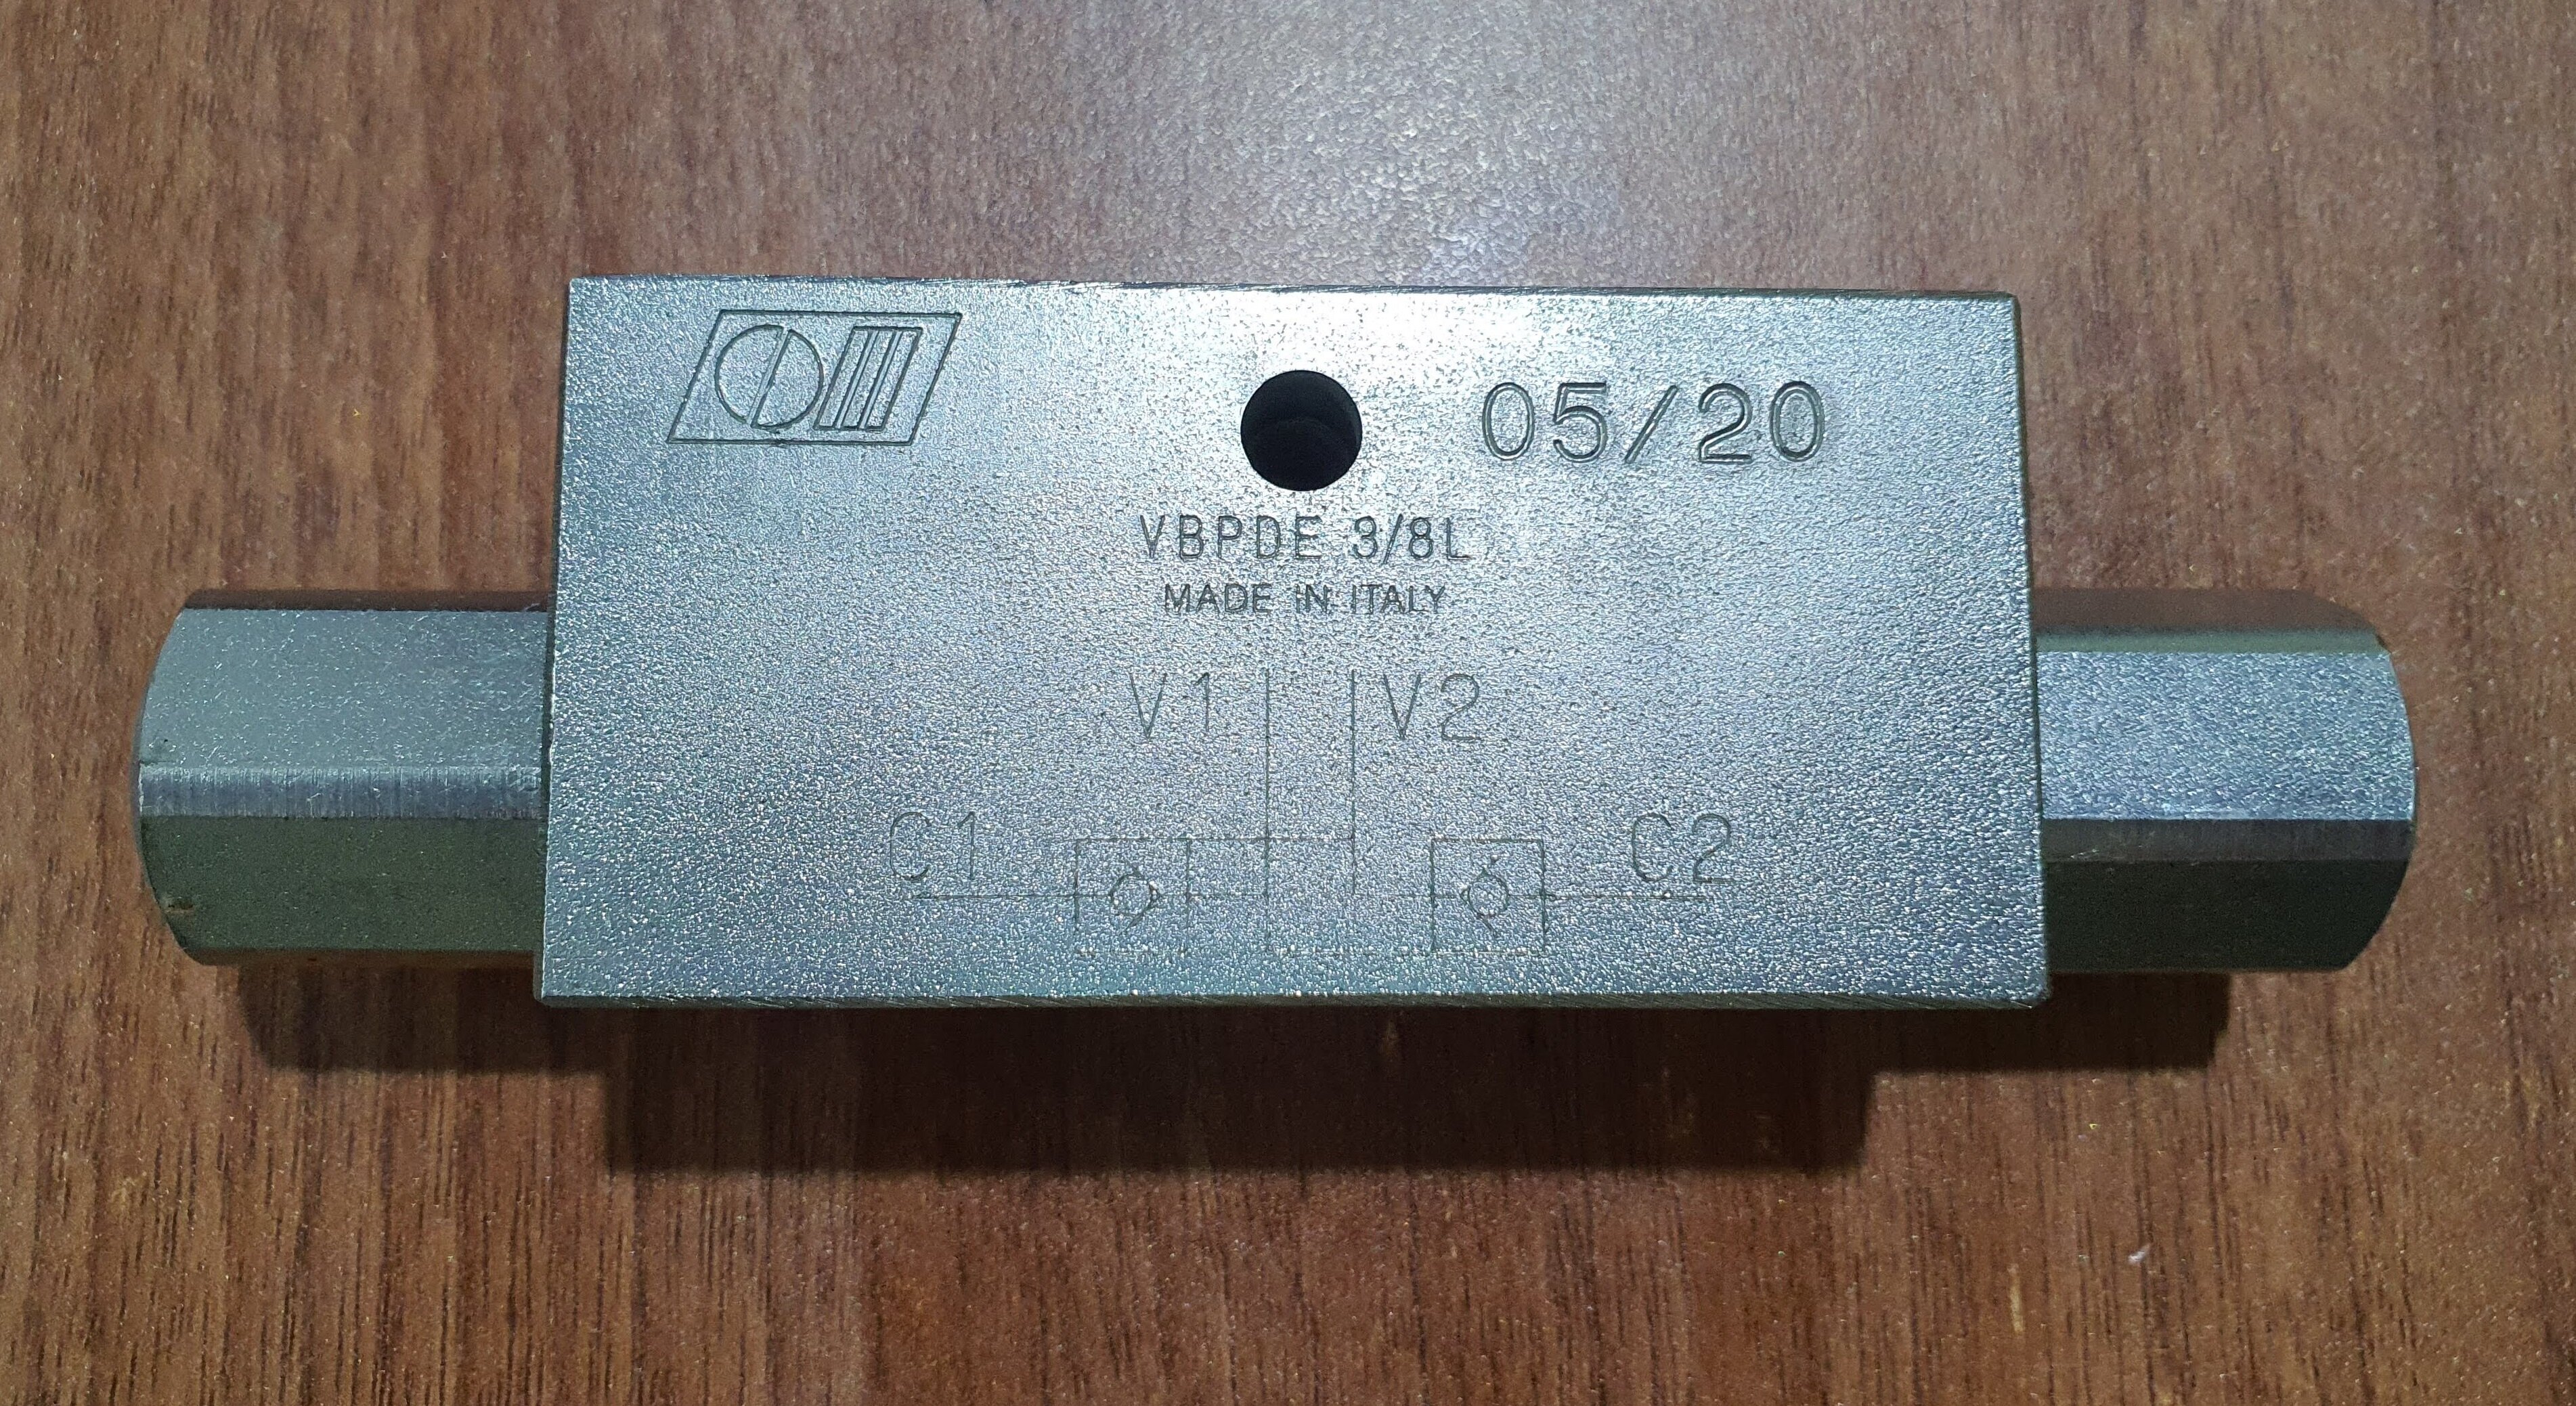 05/20
VBPDE 3/8L
MADE IN ITALY
V1 V2
C1 C2